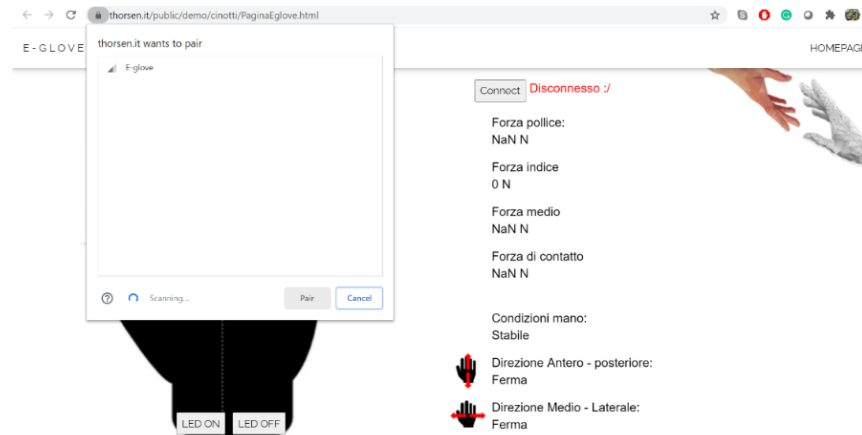 thorsen.it/public/demo/cinotti/PaginaEglove.html
E-GLOVE
HOMEPAGE
thorsen.it wants to pair
E-glove
Scanning...
Pair
Cancel
Connect
Disconnesso :/
Forza pollice:
NaN N
Forza indice
0 N
Forza medio
NaN N
Forza di contatto
NaN N
Condizioni mano:
Stabile
Direzione Antero - posteriore:
Ferma
Direzione Medio - Laterale:
Ferma
LED ON
LED OFF